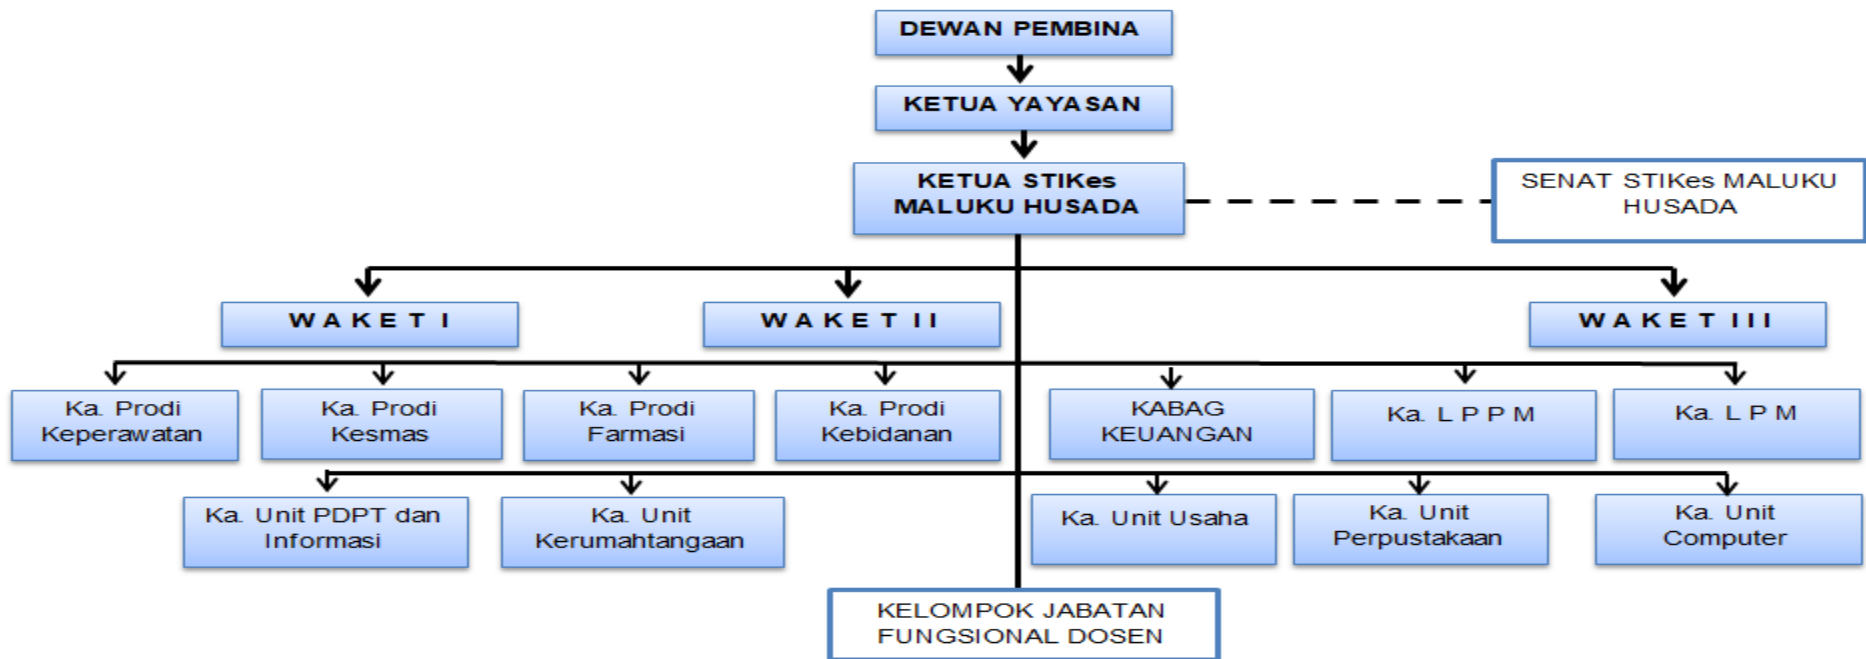 DEWAN PEMBINA
KETUA YAYASAN
KETUA STIKes
MALUKU HUSADA
SENAT STIKes MALUKU
HUSADA
W A K E T I
W A K E T I I
W A K E T I I I
Ka. Prodi
Keperawatan
Ka. Prodi
Kesmas
Ka. Prodi
Farmasi
Ka. Prodi
Kebidanan
KABAG
KEUANGAN
Ka. L P P M
Ka. L P M
Ka. Unit PDPT dan
Informasi
Ka. Unit
Kerumahtangaan
Ka. Unit Usaha
Ka. Unit
Perpustakaan
Ka. Unit
Computer
KELOMPOK JABATAN
FUNGSIONAL DOSEN